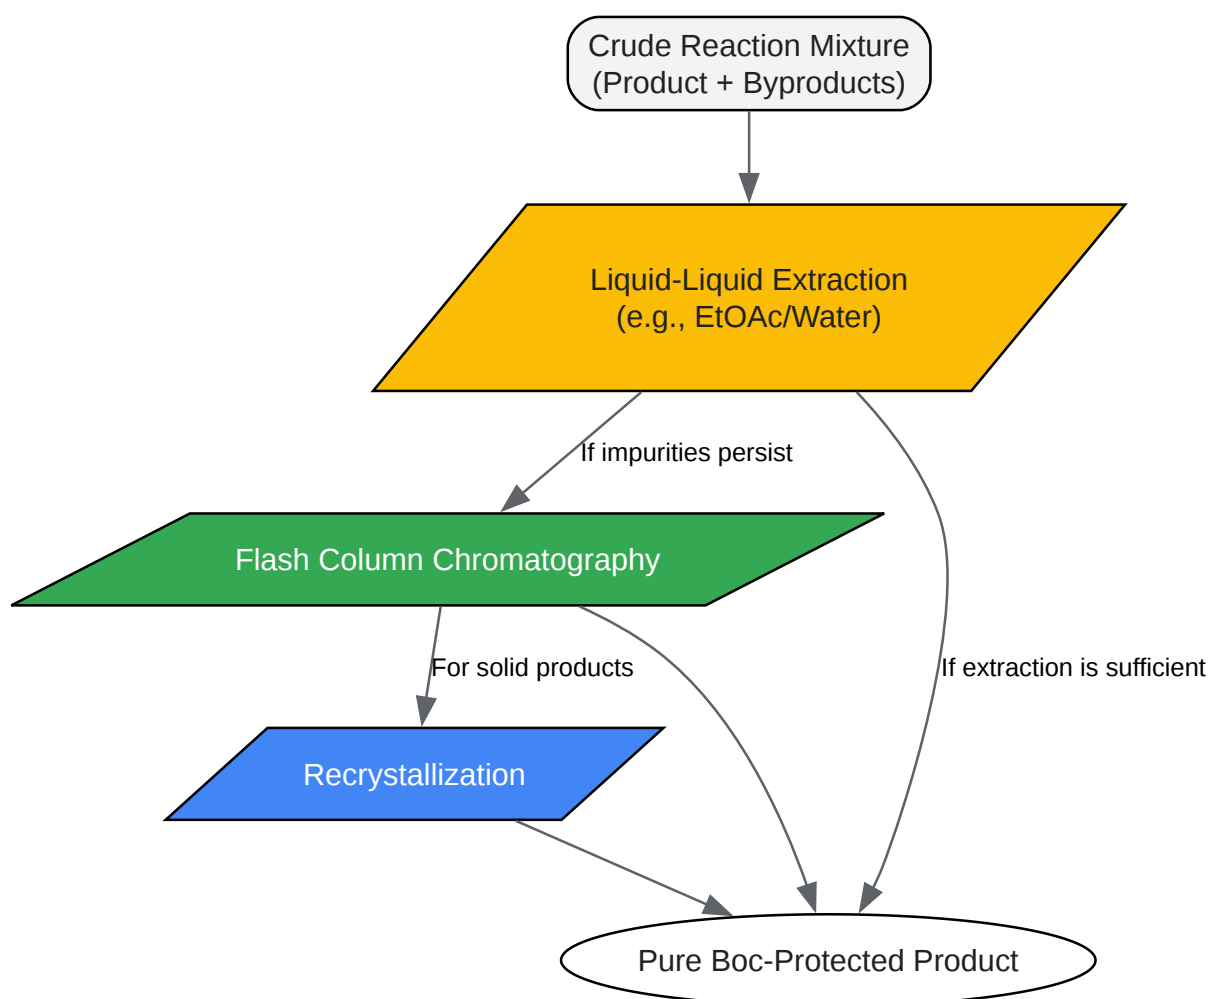 Crude Reaction Mixture
(Product + Byproducts)
Liquid-Liquid Extraction
(e.g., EtOAc/Water)
If impurities persist
Flash Column Chromatography
For solid products
If extraction is sufficient
Recrystallization
Pure Boc-Protected Product